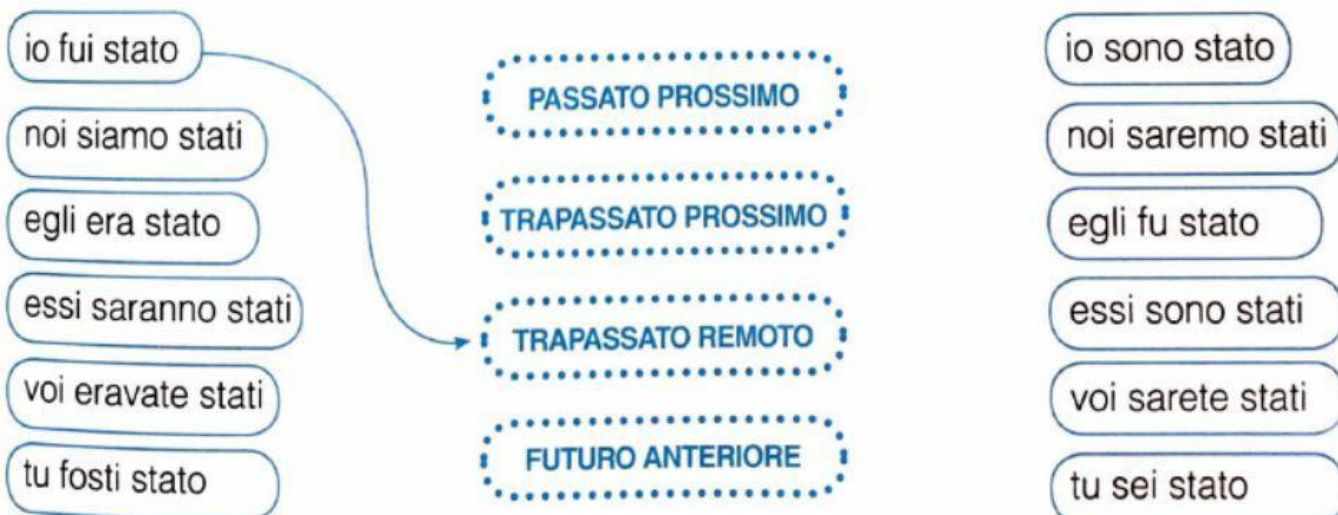 io fui stato
noi siamo stati
egli era stato
essi saranno stati
voi eravate stati
tu fosti stato
PASSATO PROSSIMO
TRAPASSATO PROSSIMO
TRAPASSATO REMOTO
FUTURO ANTERIORE
io sono stato
noi saremo stati
egli fu stato
essi sono stati
voi sarete stati
tu sei stato